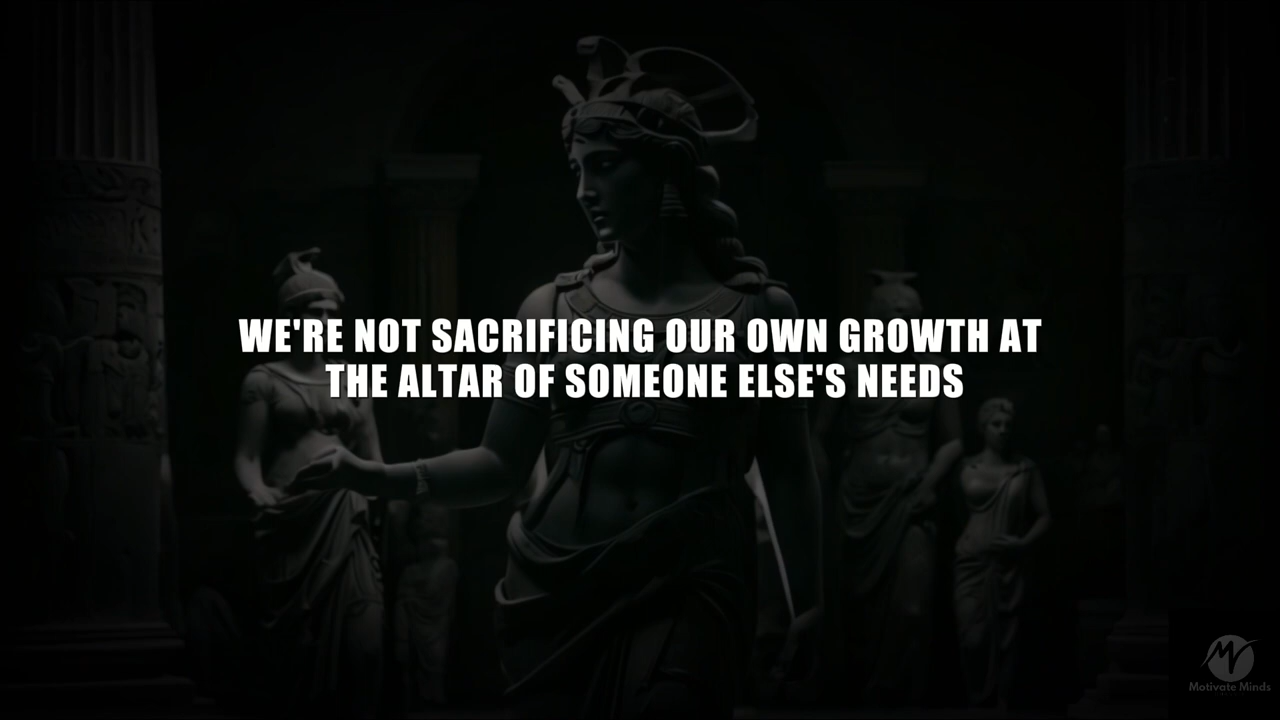 WE'RE NOT SACRIFICING OUR OWN GROWTH AT
THE ALTAR OF SOMEONE ELSE'S NEEDS
Motivate Minds